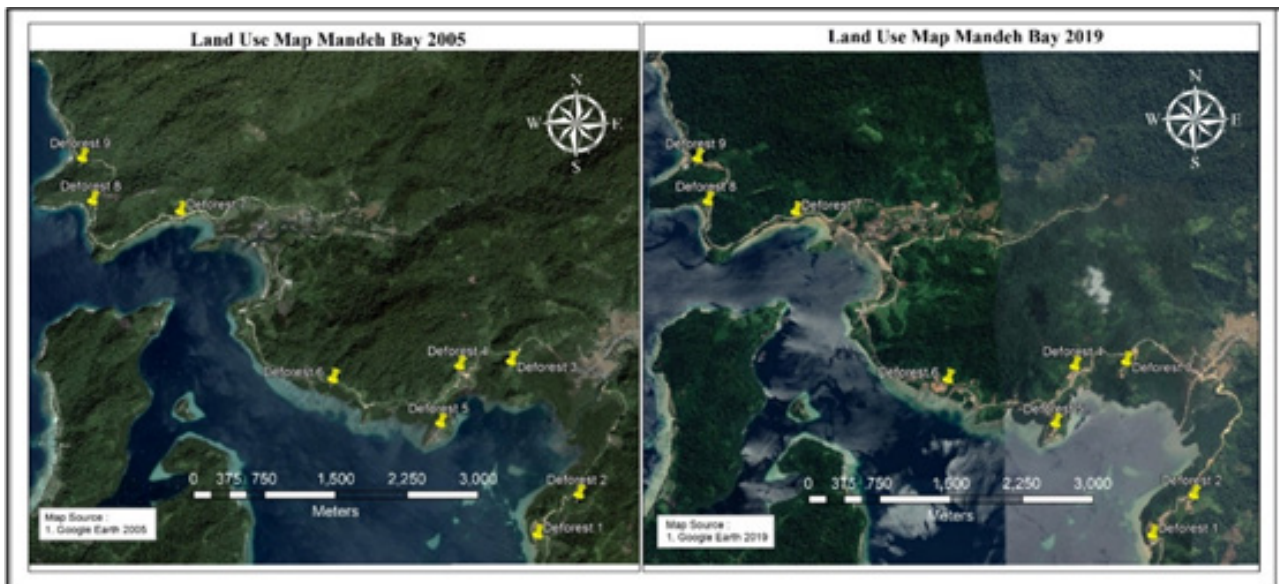 Land Use Map Mandeh Bay 2005
N
W E
S
Deforest 9
Deforest 8
Deforest 7
Deforest 6
Deforest 4
Deforest 3
Deforest 5
Deforest 2
Deforest 1
0 375 750 1,500 2,250 3,000
Meters
Map Source :
1. Google Earth 2005
Land Use Map Mandeh Bay 2019
N
W E
S
Deforest 9
Deforest 8
Deforest 7
Deforest 6
Deforest 4
Deforest 3
Deforest 5
Deforest 2
Deforest 1
0 375 750 1,500 2,250 3,000
Meters
Map Source :
1. Google Earth 2019